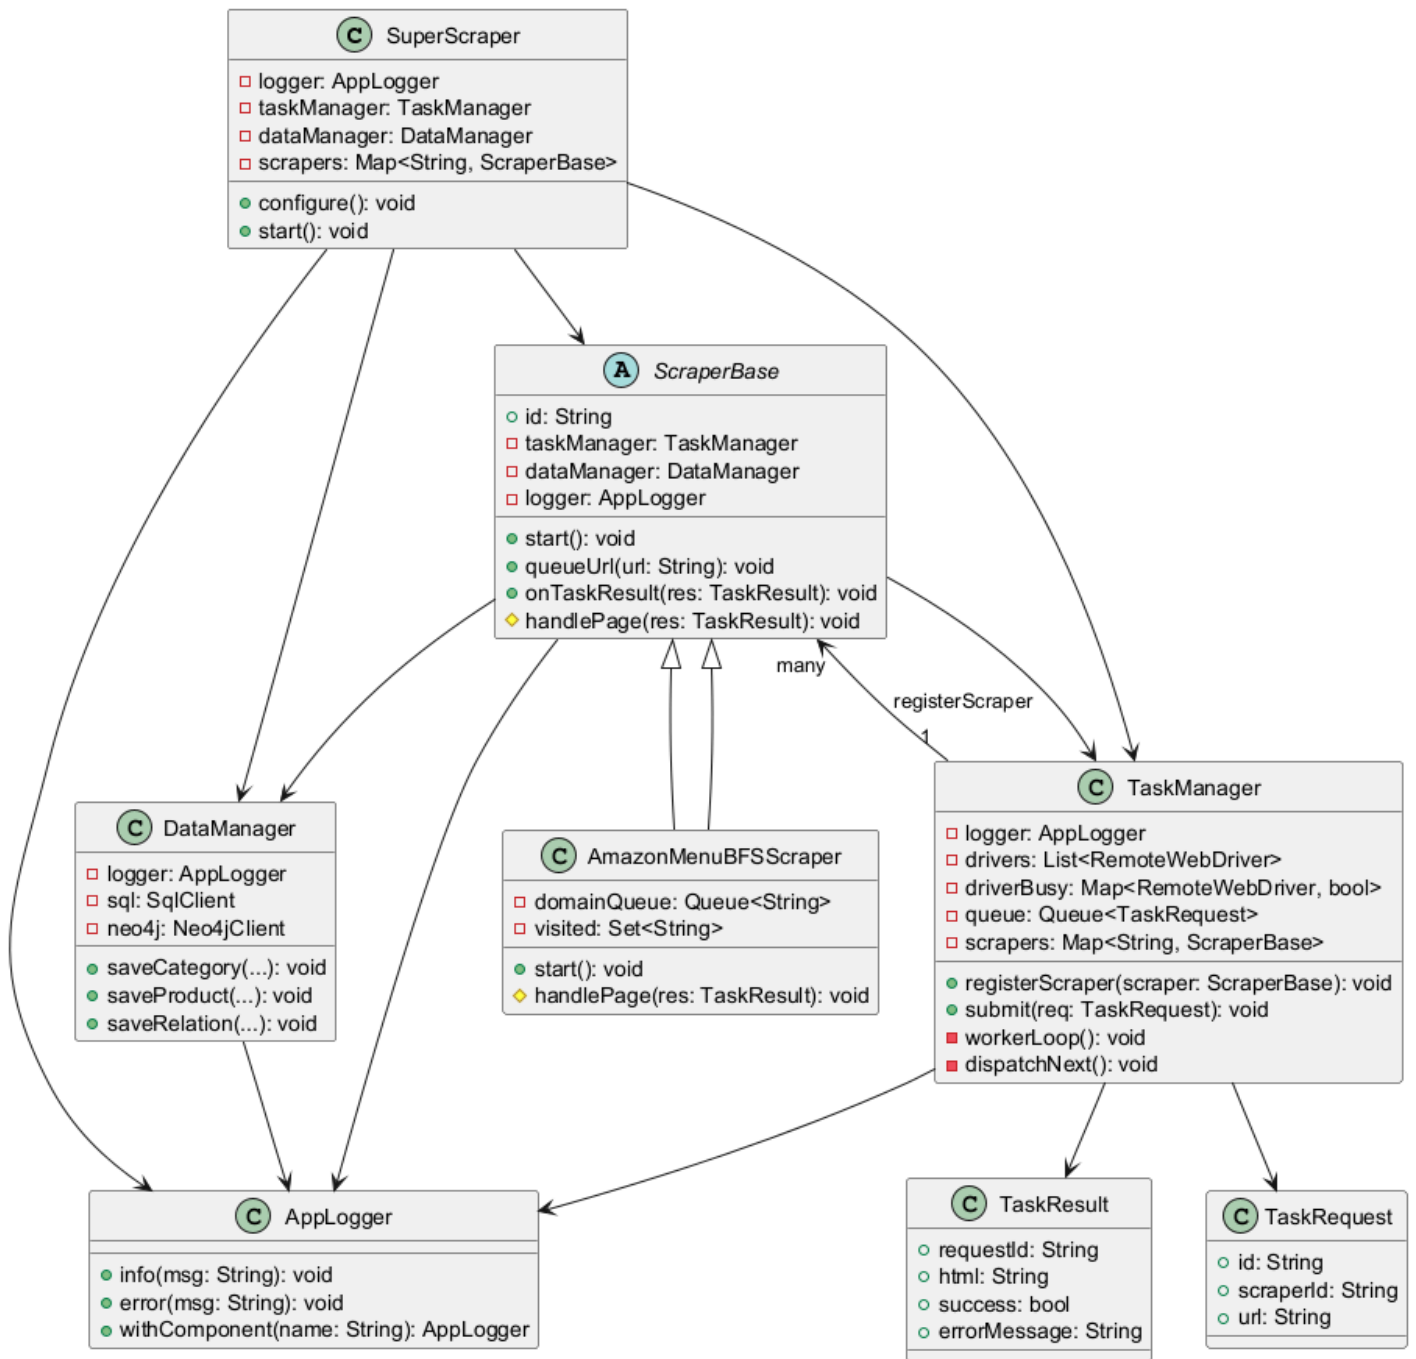 C SuperScraper
logger: AppLogger
taskManager: TaskManager
dataManager: DataManager
scrapers: Map<String, ScraperBase>
configure(): void
start(): void
A ScraperBase
id: String
taskManager: TaskManager
dataManager: DataManager
logger: AppLogger
start(): void
queueUrl(url: String): void
onTaskResult(res: TaskResult): void
handlePage(res: TaskResult): void
many
registerScraper
1
C DataManager
logger: AppLogger
sql: SqlClient
neo4j: Neo4jClient
saveCategory(...): void
saveProduct(...): void
saveRelation(...): void
C AmazonMenuBFSScraper
domainQueue: Queue<String>
visited: Set<String>
start(): void
handlePage(res: TaskResult): void
C TaskManager
logger: AppLogger
drivers: List<RemoteWebDriver>
driverBusy: Map<RemoteWebDriver, bool>
queue: Queue<TaskRequest>
scrapers: Map<String, ScraperBase>
registerScraper(scraper: ScraperBase): void
submit(req: TaskRequest): void
workerLoop(): void
dispatchNext(): void
C AppLogger
info(msg: String): void
error(msg: String): void
withComponent(name: String): AppLogger
C TaskResult
requestId: String
html: String
success: bool
errorMessage: String
C TaskRequest
id: String
scraperId: String
url: String